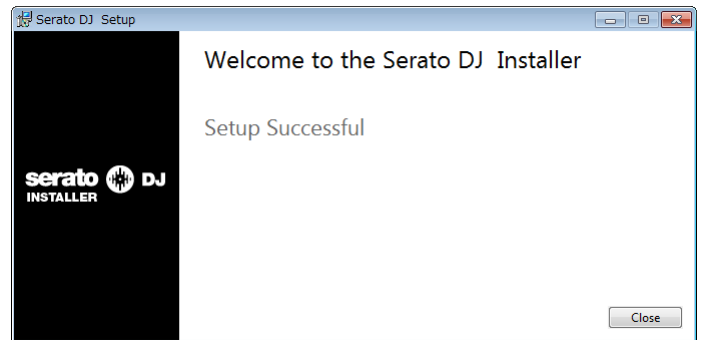 Serato DJ Setup
Welcome to the Serato DJ Installer
Setup Successful
serato DJ
INSTALLER
Close